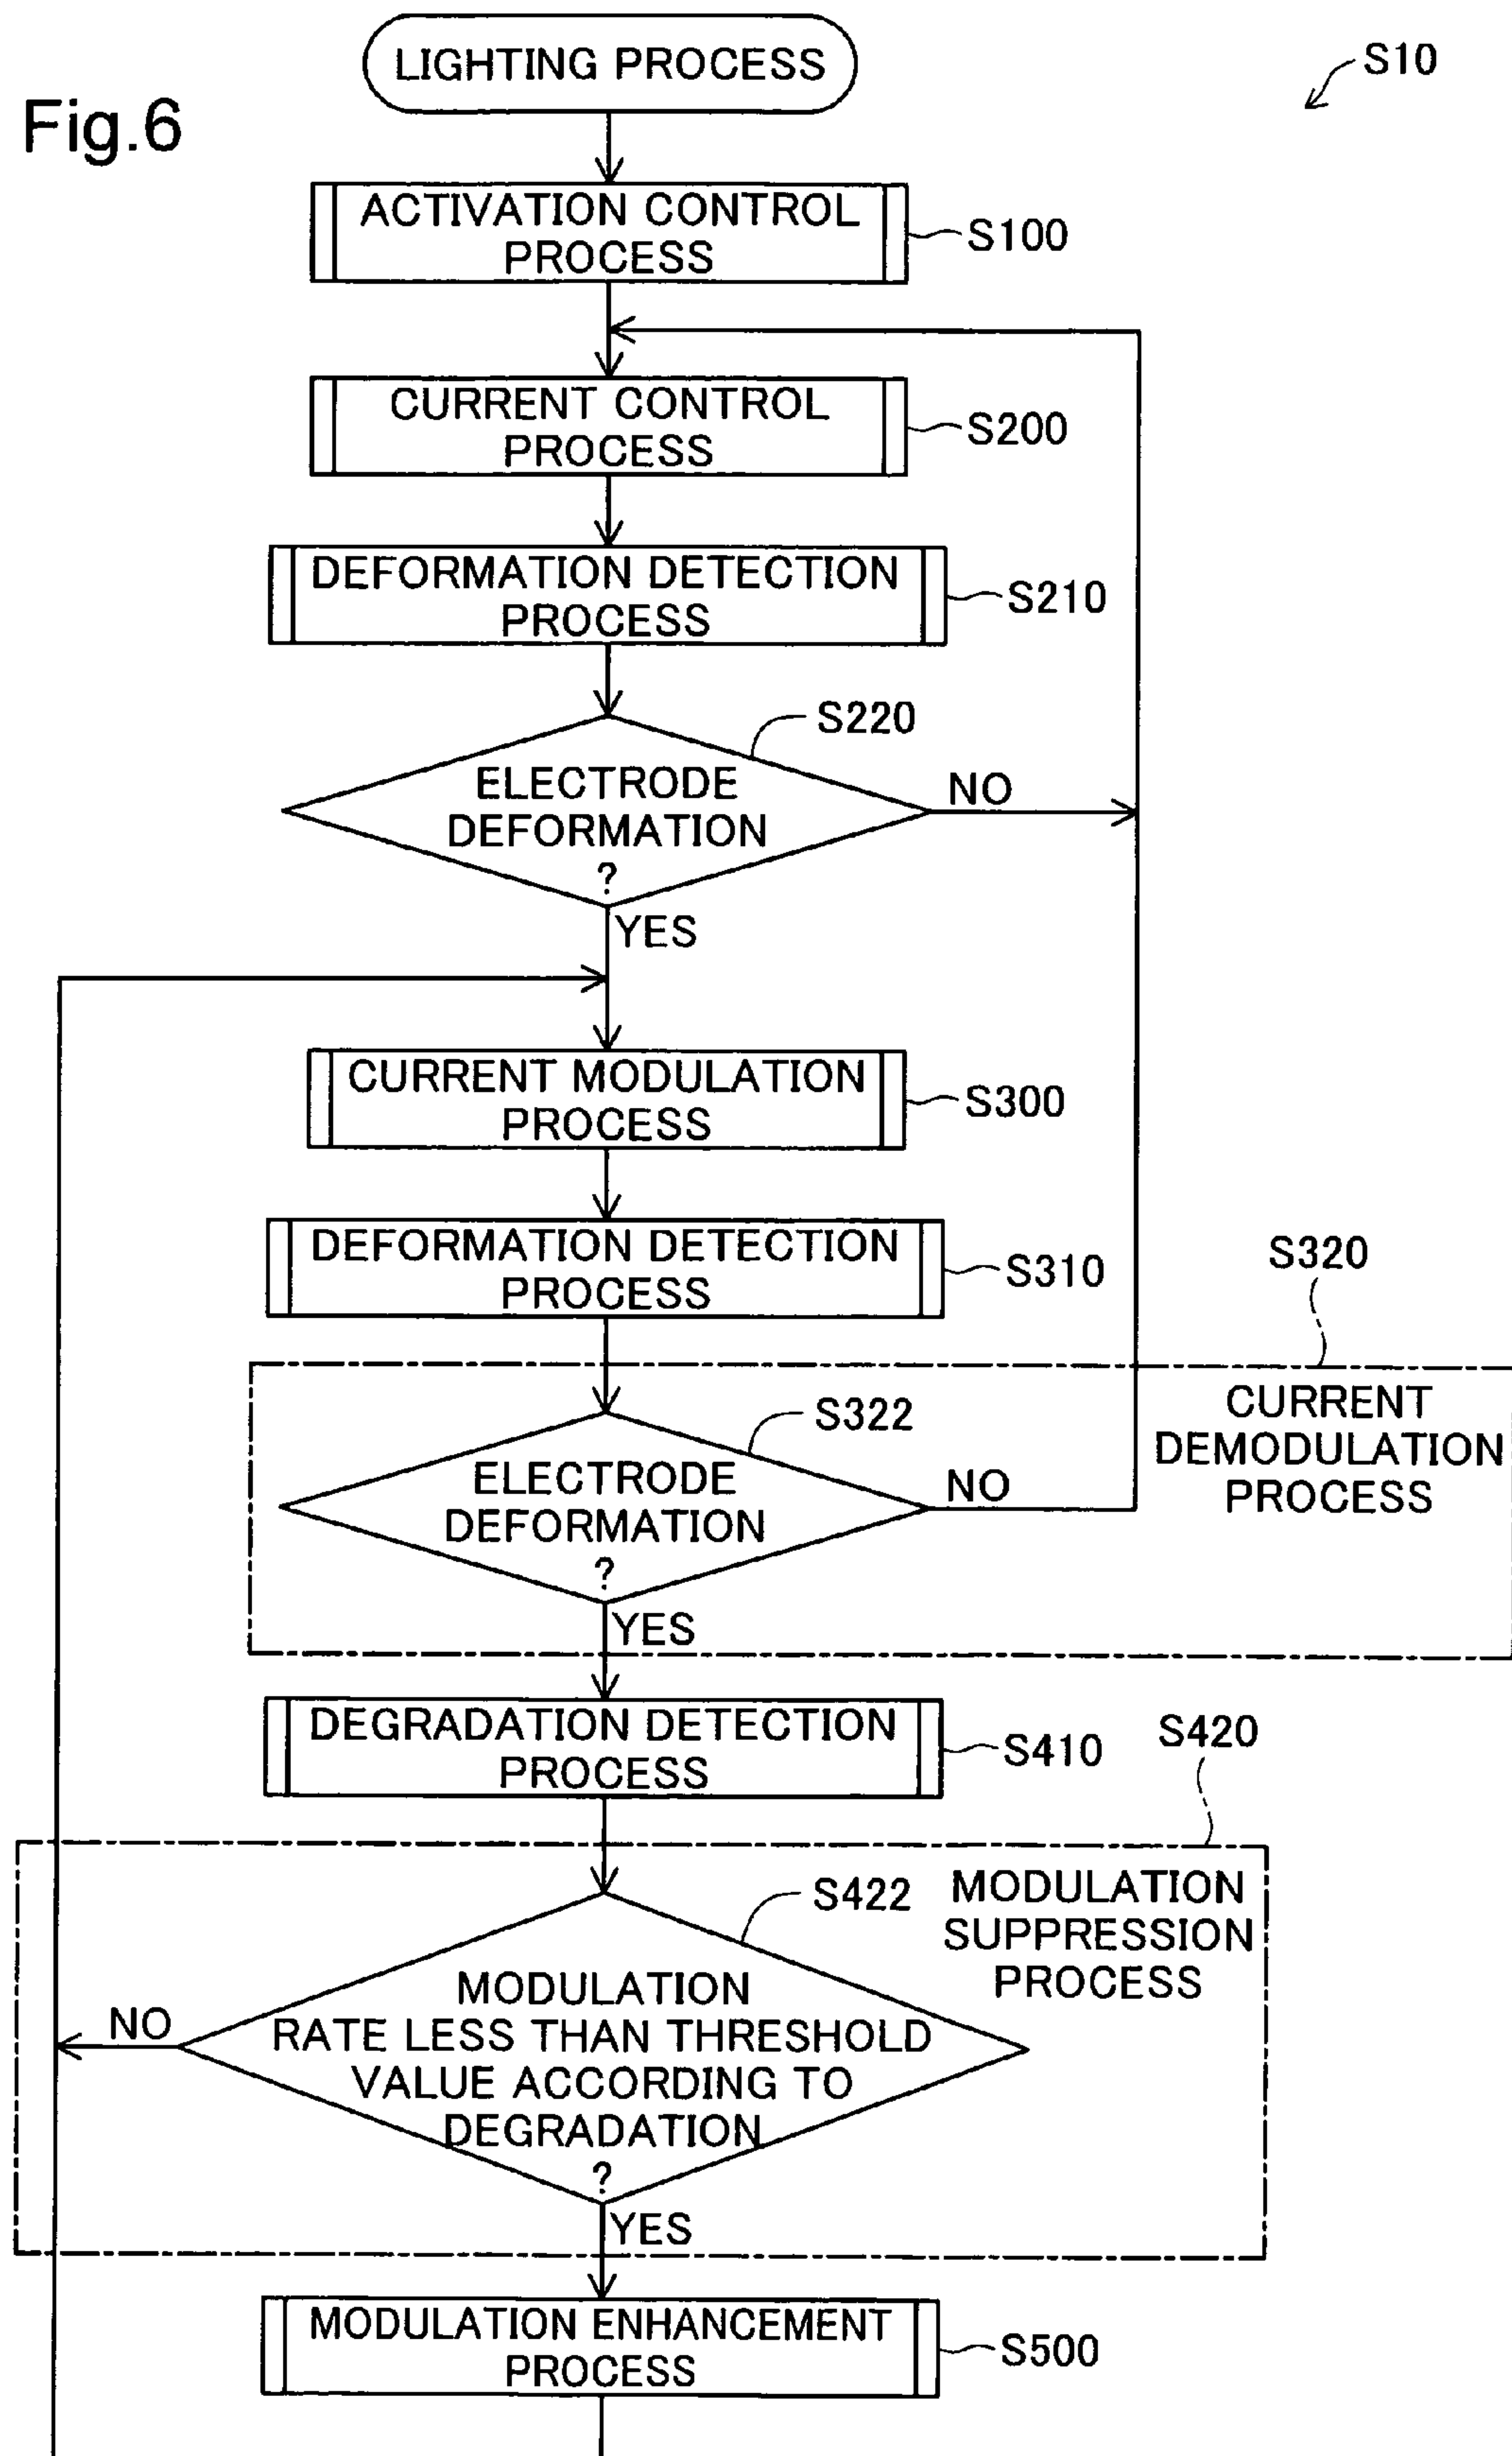 LIGHTING PROCESS
S10
Fig.6
ACTIVATION CONTROL
PROCESS
S100
CURRENT CONTROL
PROCESS
S200
DEFORMATION DETECTION
PROCESS
S210
S220
ELECTRODE
DEFORMATION
?
NO
YES
CURRENT MODULATION
PROCESS
S300
DEFORMATION DETECTION
PROCESS
S310
S320
CURRENT
DEMODULATION
PROCESS
S322
ELECTRODE
DEFORMATION
?
NO
YES
DEGRADATION DETECTION
PROCESS
S410
S420
MODULATION
SUPPRESSION
PROCESS
S422
MODULATION
RATE LESS THAN THRESHOLD
VALUE ACCORDING TO
DEGRADATION
?
NO
YES
MODULATION ENHANCEMENT
PROCESS
S500